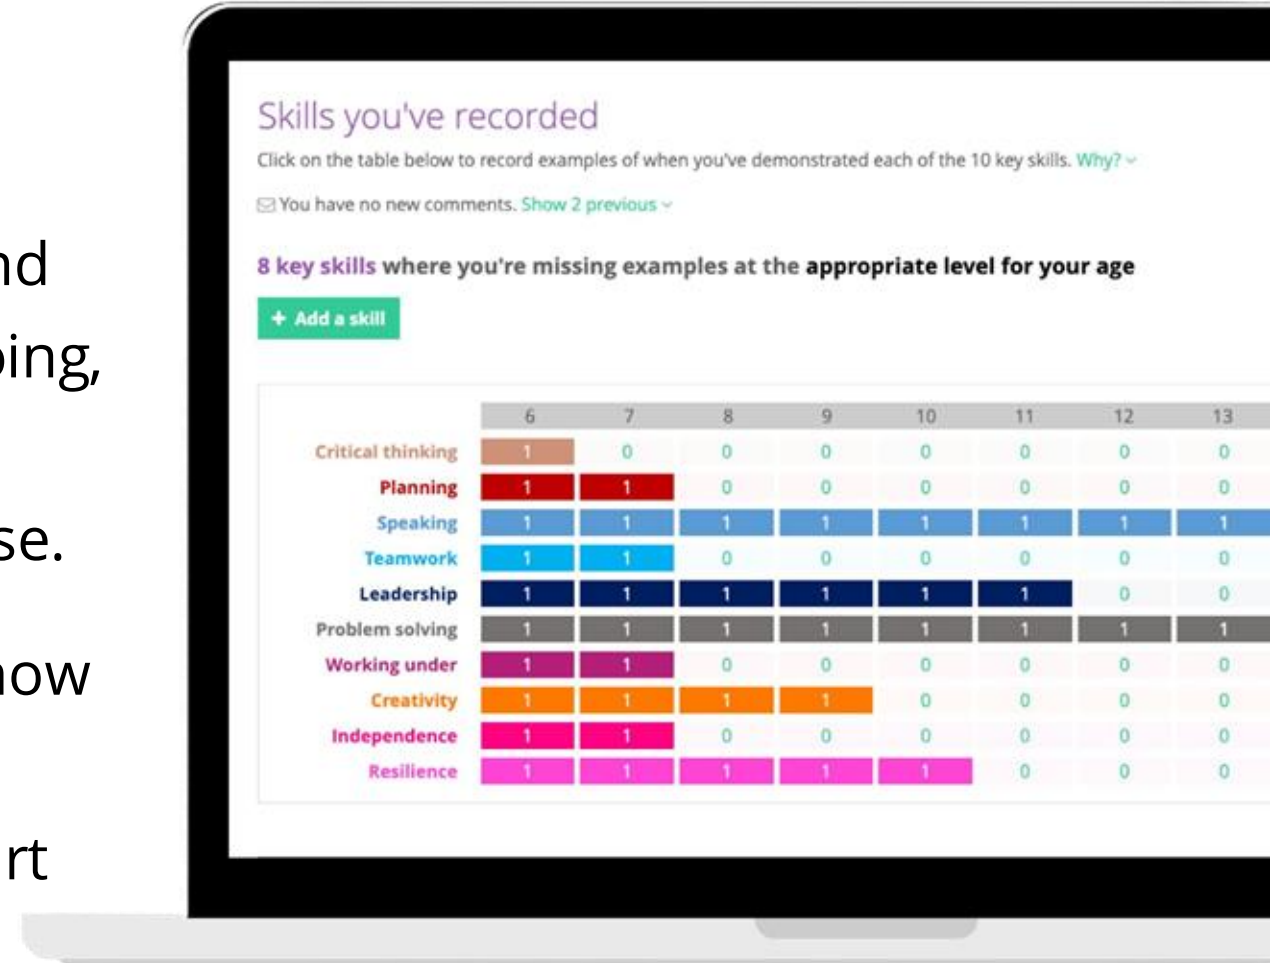 nd
ing,
se.
now
rt
Skills you've recorded
Click on the table below to record examples of when you've demonstrated each of the 10 key skills. Why?
You have no new comments. Show 2 previous
8 key skills where you're missing examples at the appropriate level for your age
+ Add a skill
6 7 8 9 10 11 12 13
Critical thinking 1 0 0 0 0 0 0 0
Planning 1 1 0 0 0 0 0 0
Speaking 1 1 1 1 1 1 1 1
Teamwork 1 1 0 0 0 0 0 0
Leadership 1 1 1 1 1 1 0 0
Problem solving 1 1 1 1 1 1 1 1
Working under 1 1 0 0 0 0 0 0
Creativity 1 1 1 1 0 0 0 0
Independence 1 1 0 0 0 0 0 0
Resilience 1 1 1 1 1 0 0 0